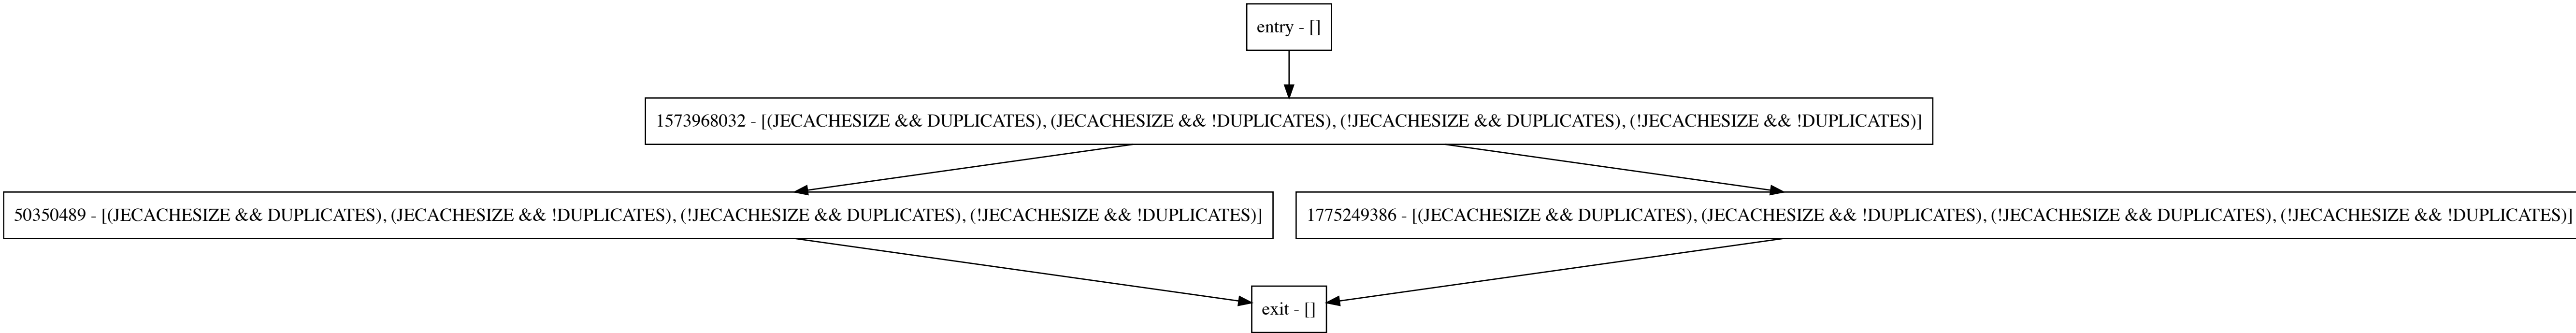 entry - []
1573968032 - [(JECACHESIZE && DUPLICATES), (JECACHESIZE && !DUPLICATES), (!JECACHESIZE && DUPLICATES), (!JECACHESIZE && !DUPLICATES)]
50350489 - [(JECACHESIZE && DUPLICATES), (JECACHESIZE && !DUPLICATES), (!JECACHESIZE && DUPLICATES), (!JECACHESIZE && !DUPLICATES)]
1775249386 - [(JECACHESIZE && DUPLICATES), (JECACHESIZE && !DUPLICATES), (!JECACHESIZE && DUPLICATES), (!JECACHESIZE && !DUPLICATES)]
exit - []